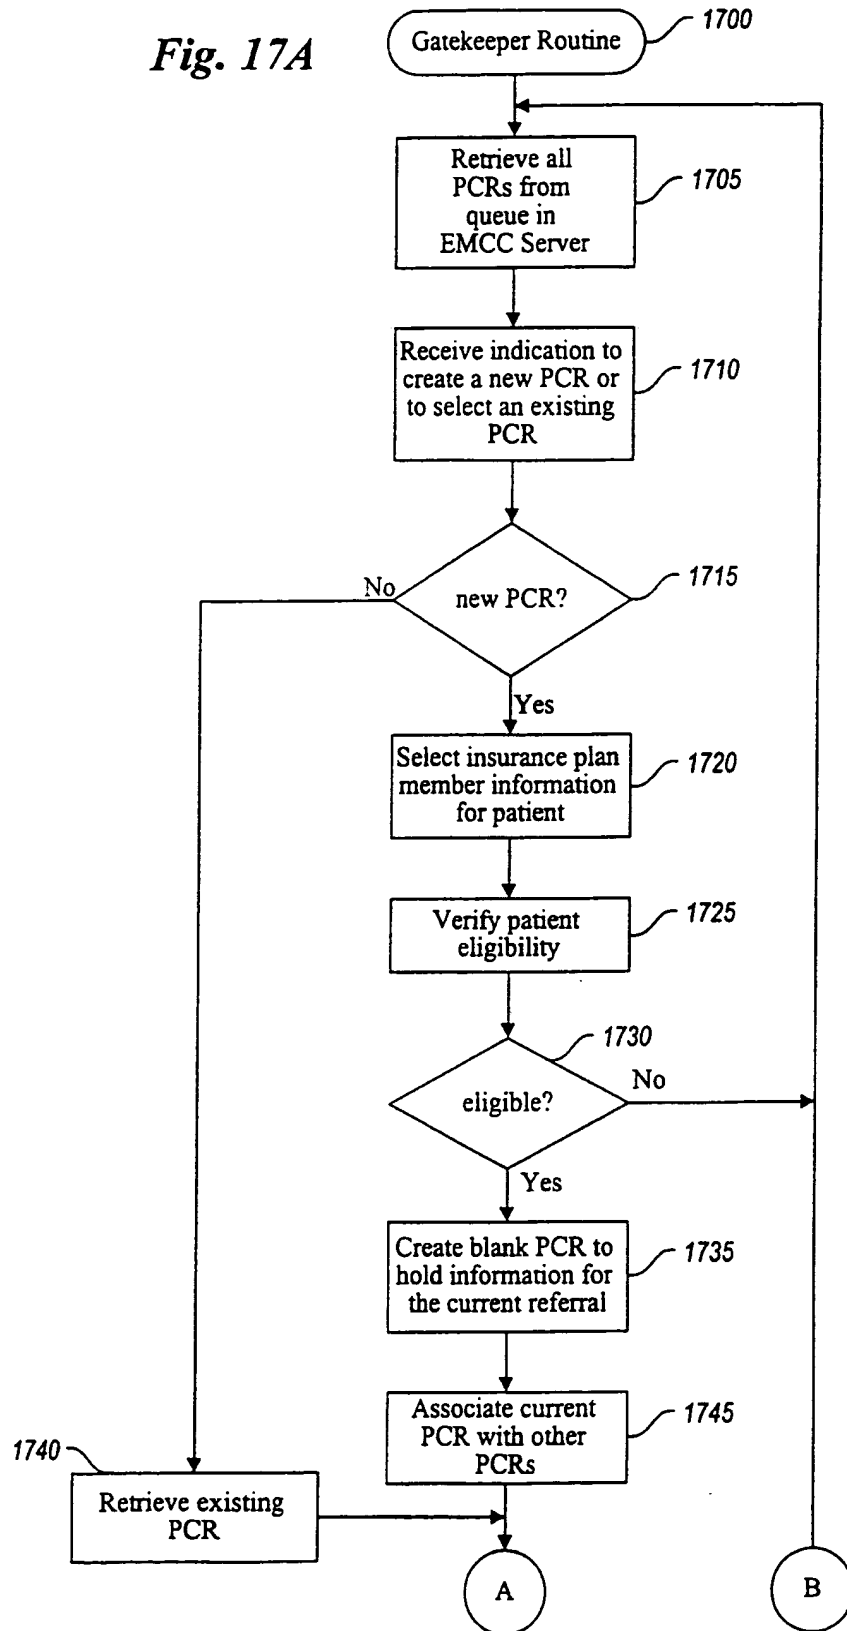 Fig. 17A
Gatekeeper Routine
1700
Retrieve all
PCRs from
queue in
EMCC Server
1705
Receive indication to
create a new PCR or
to select an existing
PCR
1710
new PCR?
1715
No
Yes
Select insurance plan
member information
for patient
1720
Verify patient
eligibility
1725
eligible?
1730
No
Yes
Create blank PCR to
hold information for
the current referral
1735
Associate current
PCR with other
PCRs
1745
1740
Retrieve existing
PCR
A
B